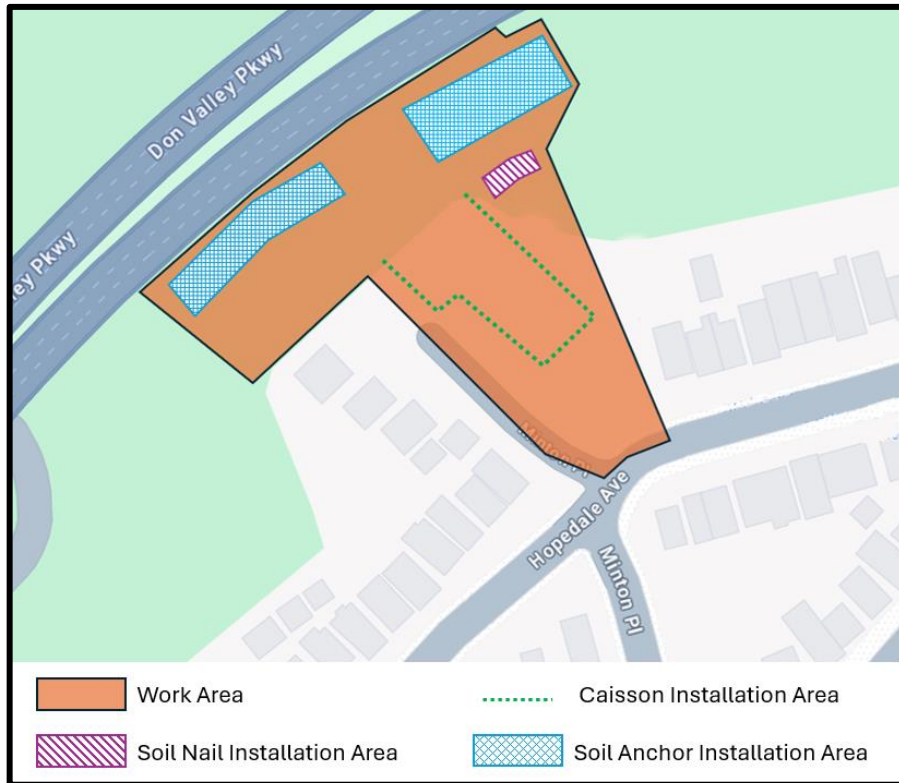 Don Valley Pkwy
ley Pkwy
Minton Pl
Hopedale Ave
Minton Pl
Work Area
Caisson Installation Area
Soil Nail Installation Area
Soil Anchor Installation Area